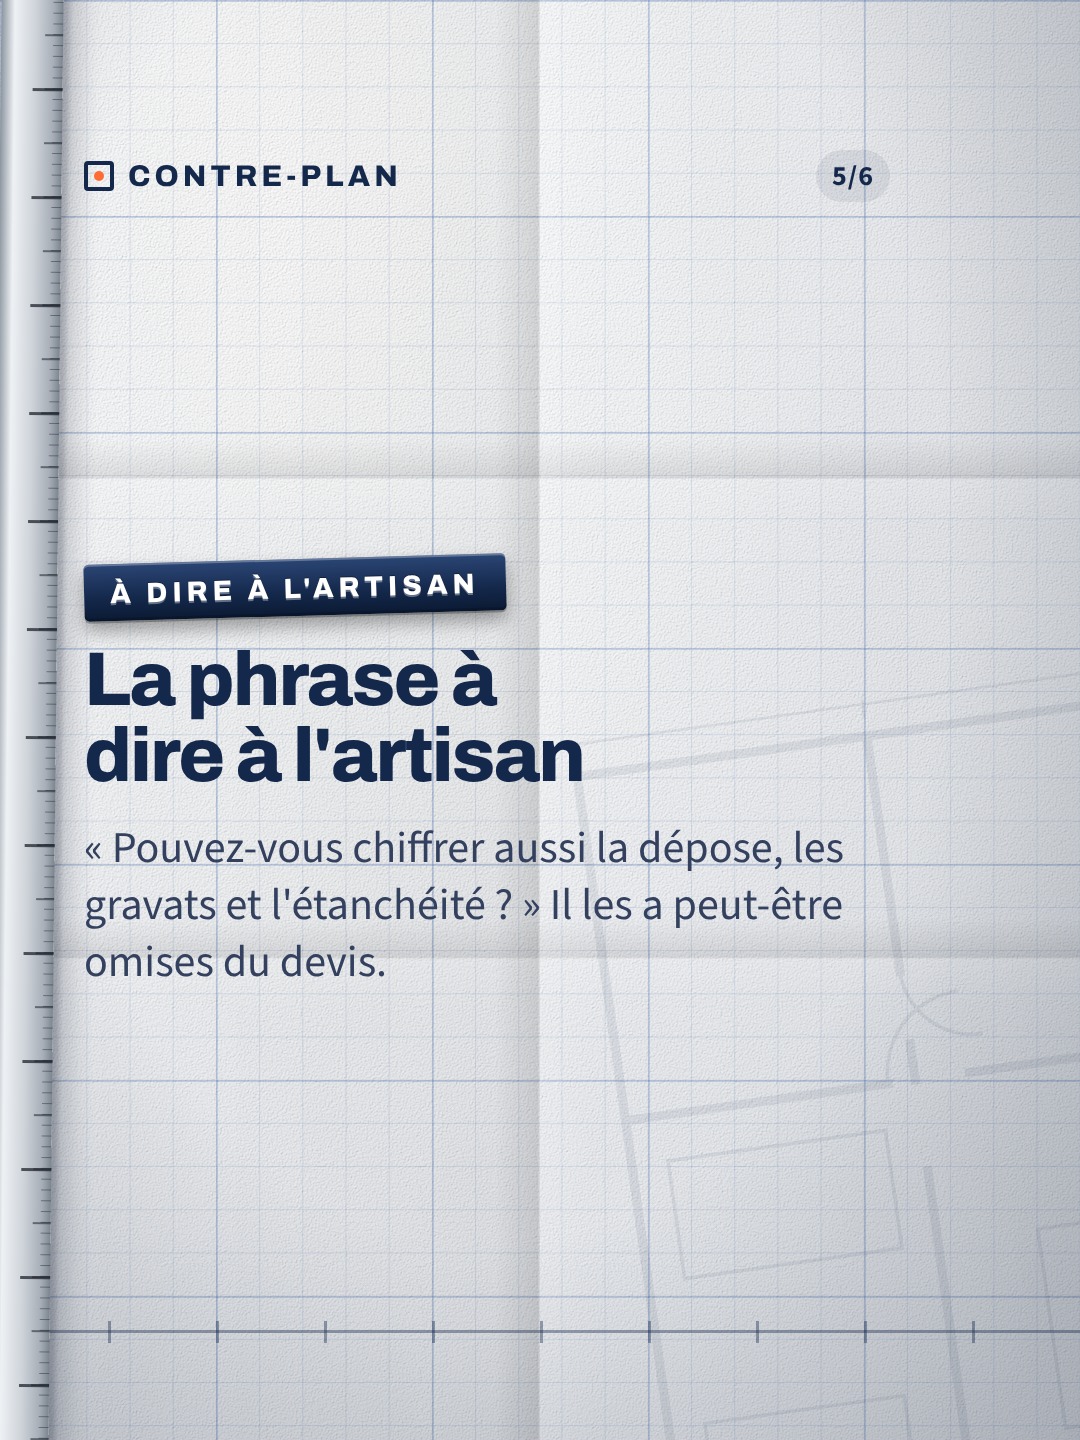 CONTRE-PLAN
5/6
À DIRE À L'ARTISAN
La phrase à
dire à l'artisan
« Pouvez-vous chiffrer aussi la dépose, les
gravats et l'étanchéité ? » Il les a peut-être
omises du devis.